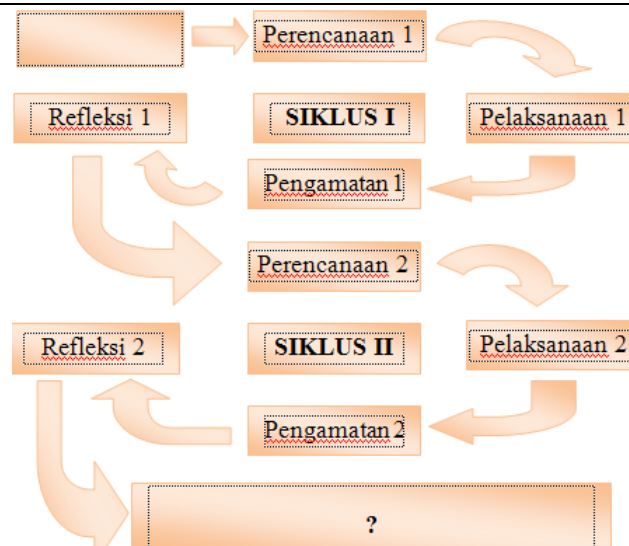 Perencanaan 1
Refleksi 1
SIKLUS I
Pelaksanaan 1
Pengamatan 1
Perencanaan 2
Refleksi 2
SIKLUS II
Pelaksanaan 2
Pengamatan 2
?